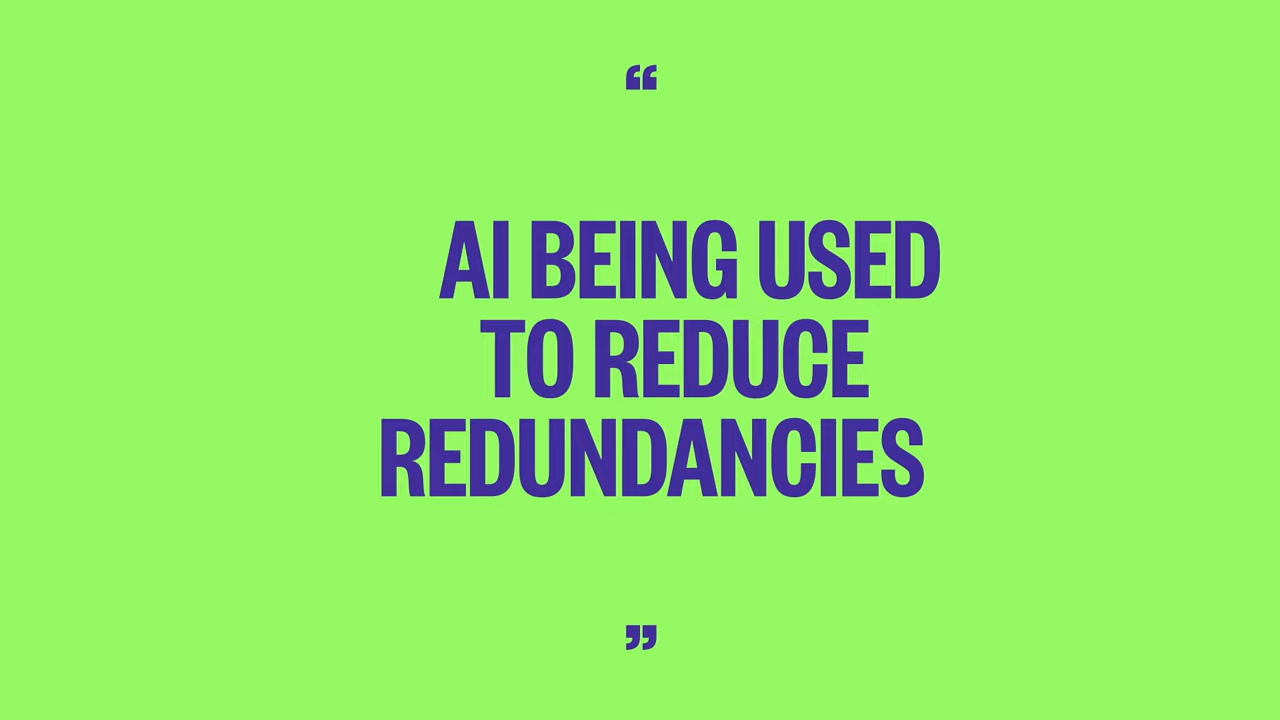 “
AI BEING USED
TO REDUCE
REDUNDANCIES
”